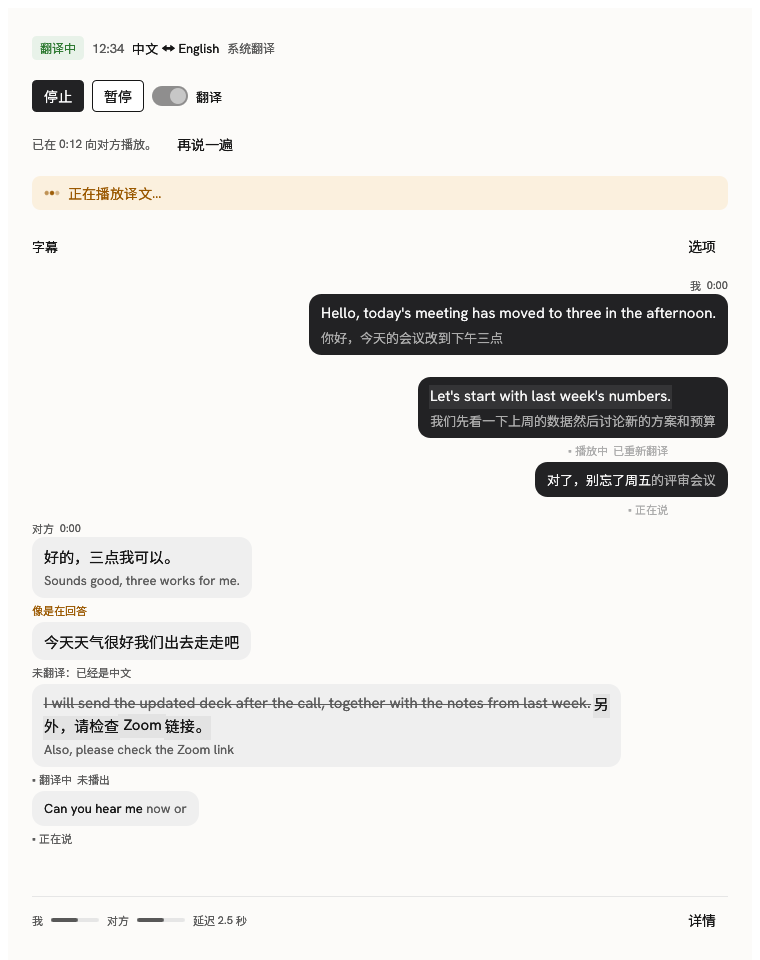 翻译中 12:34 中文 ⬌ English 系统翻译
停止 暂停 翻译
已在 0:12 向对方播放。 再说一遍
正在播放译文…
字幕 选项
我 0:00
Hello, today's meeting has moved to three in the afternoon.
你好，今天的会议改到下午三点
Let's start with last week's numbers.
我们先看一下上周的数据然后讨论新的方案和预算
• 播放中 已重新翻译
对了，别忘了周五的评审会议
• 正在说
对方 0:00
好的，三点我可以。
Sounds good, three works for me.
像是在回答
今天天气很好我们出去走走吧
未翻译：已经是中文
I will send the updated deck after the call, together with the notes from last week. 另
外，请检查 Zoom 链接。
Also, please check the Zoom link
• 翻译中 未播出
Can you hear me now or
• 正在说
我 对方 延迟 2.5 秒 详情